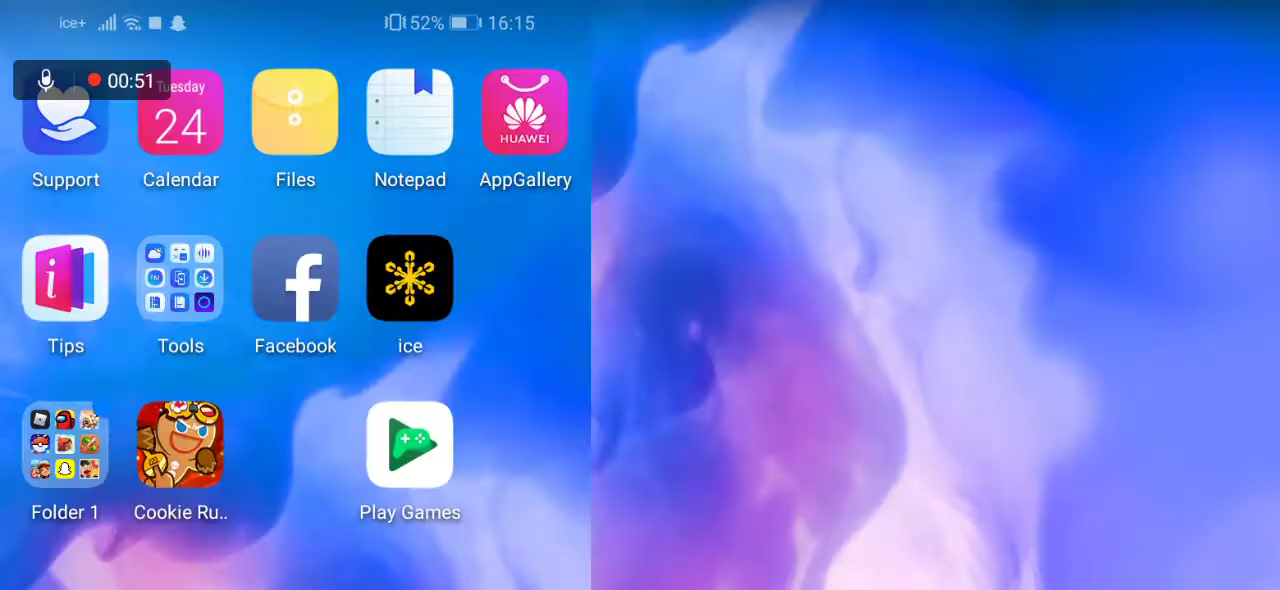 ice+ 52% 16:15
00:51
Tuesday
24
HUAWEI
Support Calendar Files Notepad AppGallery
Tips Tools Facebook ice
Folder 1 Cookie Ru.. Play Games